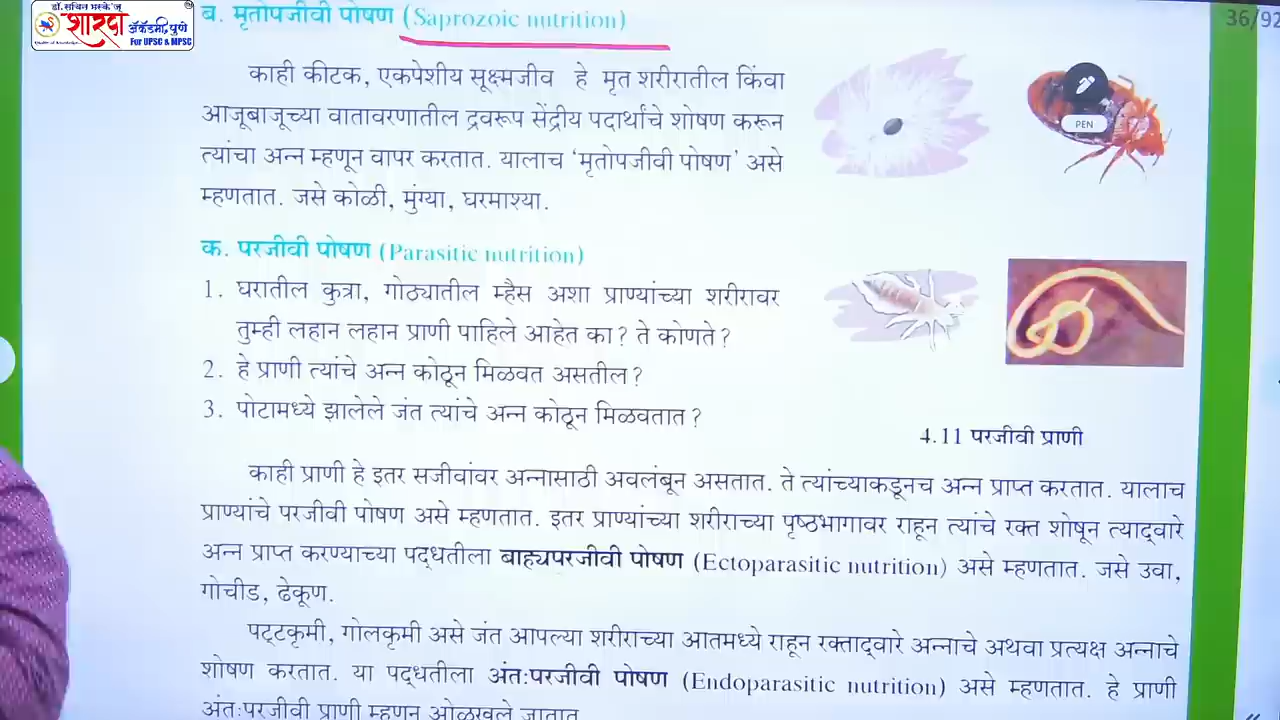 डॉ.सचिन भस्के'ज्
शारदा
ॲकॅडमी,पुणे
For UPSC & MPSC
36/92
ब. मृतोपजीवी पोषण (Saprozoic nutrition)
काही कीटक, एकपेशीय सूक्ष्मजीव हे मृत शरीरातील किंवा
आजूबाजूच्या वातावरणातील द्रवरूप सेंद्रीय पदार्थांचे शोषण करून
त्यांचा अन्न म्हणून वापर करतात. यालाच ‘मृतोपजीवी पोषण’ असे
म्हणतात. जसे कोळी, मुंग्या, घरमाश्या.
PEN
क. परजीवी पोषण (Parasitic nutrition)
1. घरातील कुत्रा, गोठ्यातील म्हैस अशा प्राण्यांच्या शरीरावर
तुम्ही लहान लहान प्राणी पाहिले आहेत का? ते कोणते?
2. हे प्राणी त्यांचे अन्न कोठून मिळवत असतील?
3. पोटामध्ये झालेले जंत त्यांचे अन्न कोठून मिळवतात?
4.11 परजीवी प्राणी
काही प्राणी हे इतर सजीवांवर अन्नासाठी अवलंबून असतात. ते त्यांच्याकडूनच अन्न प्राप्त करतात. यालाच
प्राण्यांचे परजीवी पोषण असे म्हणतात. इतर प्राण्यांच्या शरीराच्या पृष्ठभागावर राहून त्यांचे रक्त शोषून त्याद्वारे
अन्न प्राप्त करण्याच्या पद्धतीला बाह्यपरजीवी पोषण (Ectoparasitic nutrition) असे म्हणतात. जसे उवा,
गोचीड, ढेकूण.
पट्टकृमी, गोलकृमी असे जंत आपल्या शरीराच्या आतमध्ये राहून रक्ताद्वारे अन्नाचे अथवा प्रत्यक्ष अन्नाचे
शोषण करतात. या पद्धतीला अंतःपरजीवी पोषण (Endoparasitic nutrition) असे म्हणतात. हे प्राणी
अंतःपरजीवी प्राणी म्हणून ओळखले जातात